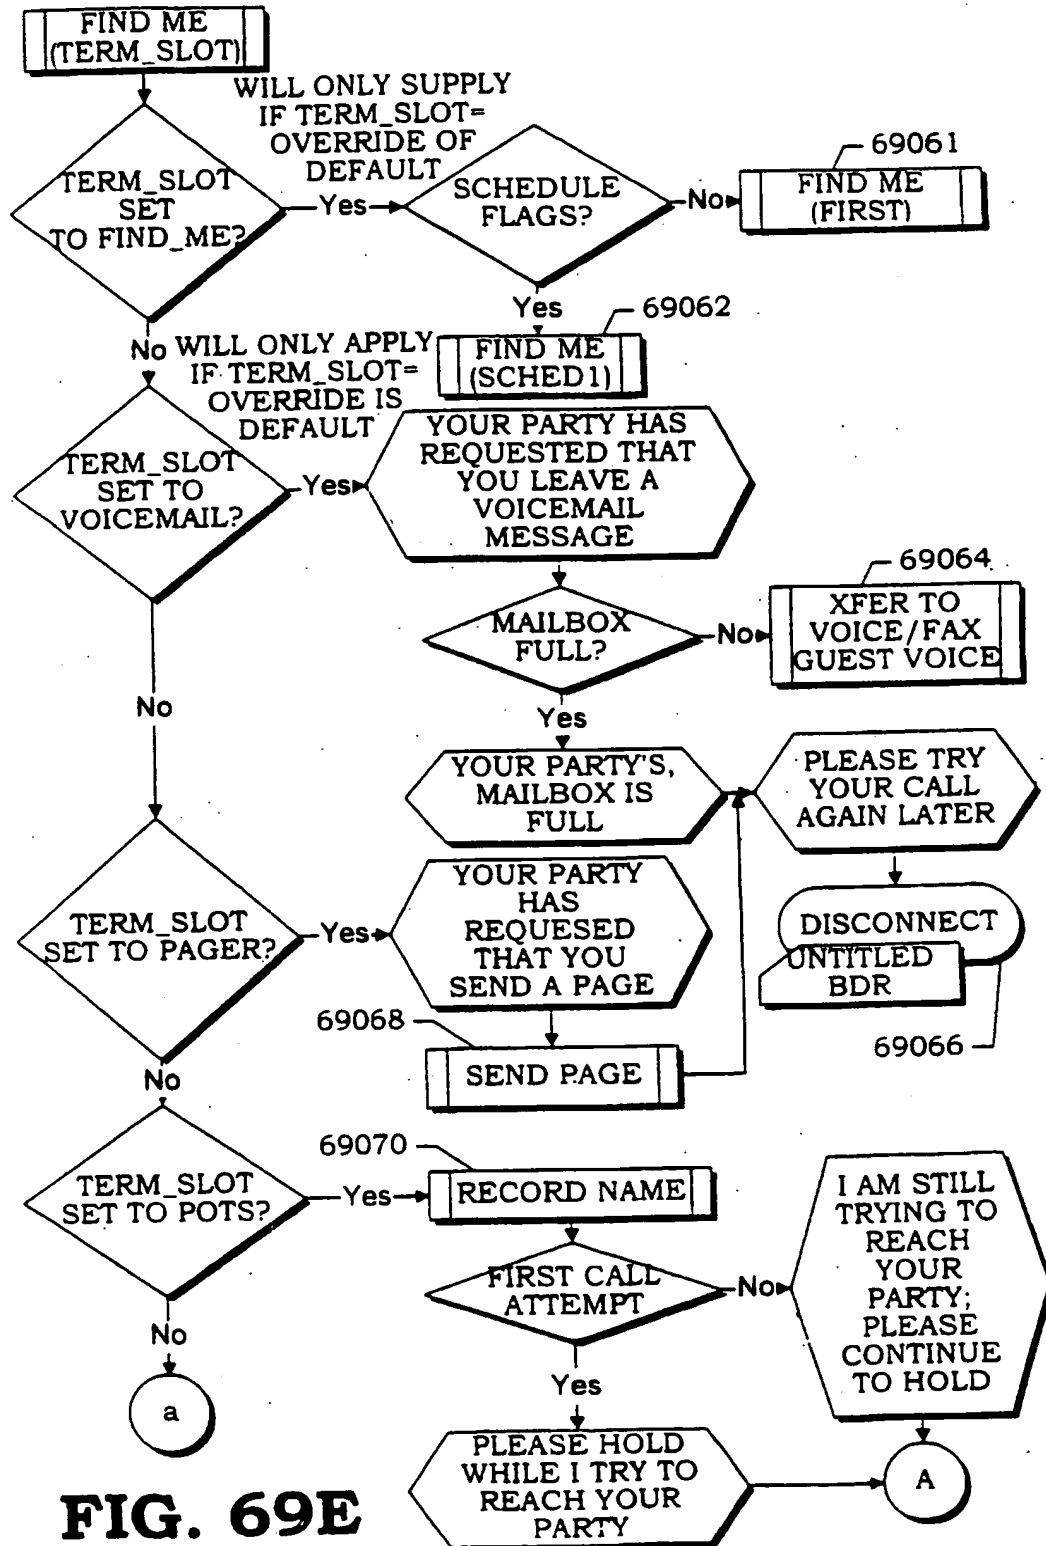 FIND ME
(TERM_SLOT)
WILL ONLY SUPPLY
IF TERM_SLOT=
OVERRIDE OF
DEFAULT
TERM_SLOT
SET
TO FIND_ME?
Yes
SCHEDULE
FLAGS?
No
69061
FIND ME
(FIRST)
Yes
69062
FIND ME
(SCHED1)
No
WILL ONLY APPLY
IF TERM_SLOT=
OVERRIDE IS
DEFAULT
TERM_SLOT
SET TO
VOICEMAIL?
Yes
YOUR PARTY HAS
REQUESTED THAT
YOU LEAVE A
VOICEMAIL
MESSAGE
MAILBOX
FULL?
No
69064
XFER TO
VOICE/FAX
GUEST VOICE
No
Yes
YOUR PARTY'S,
MAILBOX IS
FULL
PLEASE TRY
YOUR CALL
AGAIN LATER
DISCONNECT
UNTITLED
BDR
69066
TERM_SLOT
SET TO PAGER?
Yes
YOUR PARTY
HAS
REQUESED
THAT YOU
SEND A PAGE
69068
SEND PAGE
No
TERM_SLOT
SET TO POTS?
Yes
69070
RECORD NAME
FIRST CALL
ATTEMPT
No
I AM STILL
TRYING TO
REACH
YOUR
PARTY;
PLEASE
CONTINUE
TO HOLD
No
a
Yes
PLEASE HOLD
WHILE I TRY TO
REACH YOUR
PARTY
A
FIG. 69E